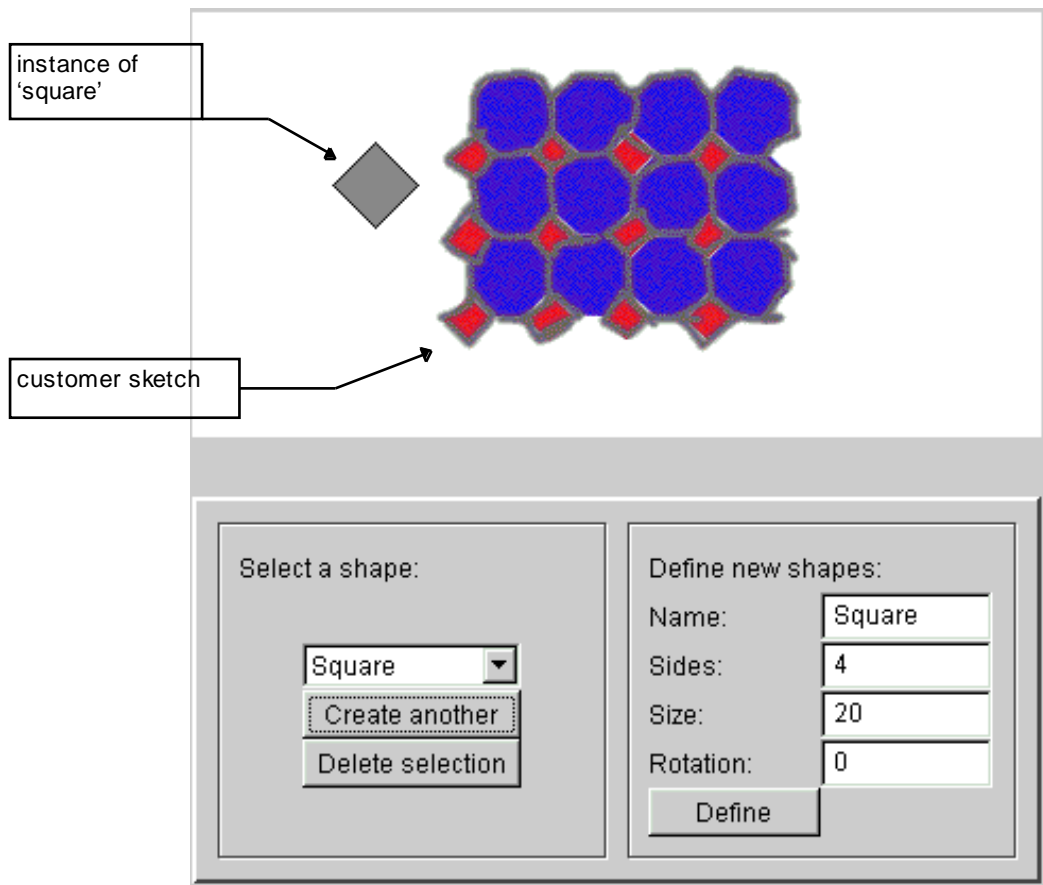 instance of
‘square’
customer sketch
Select a shape:
Square
Create another
Delete selection
Define new shapes:
Name: Square
Sides: 4
Size: 20
Rotation: 0
Define